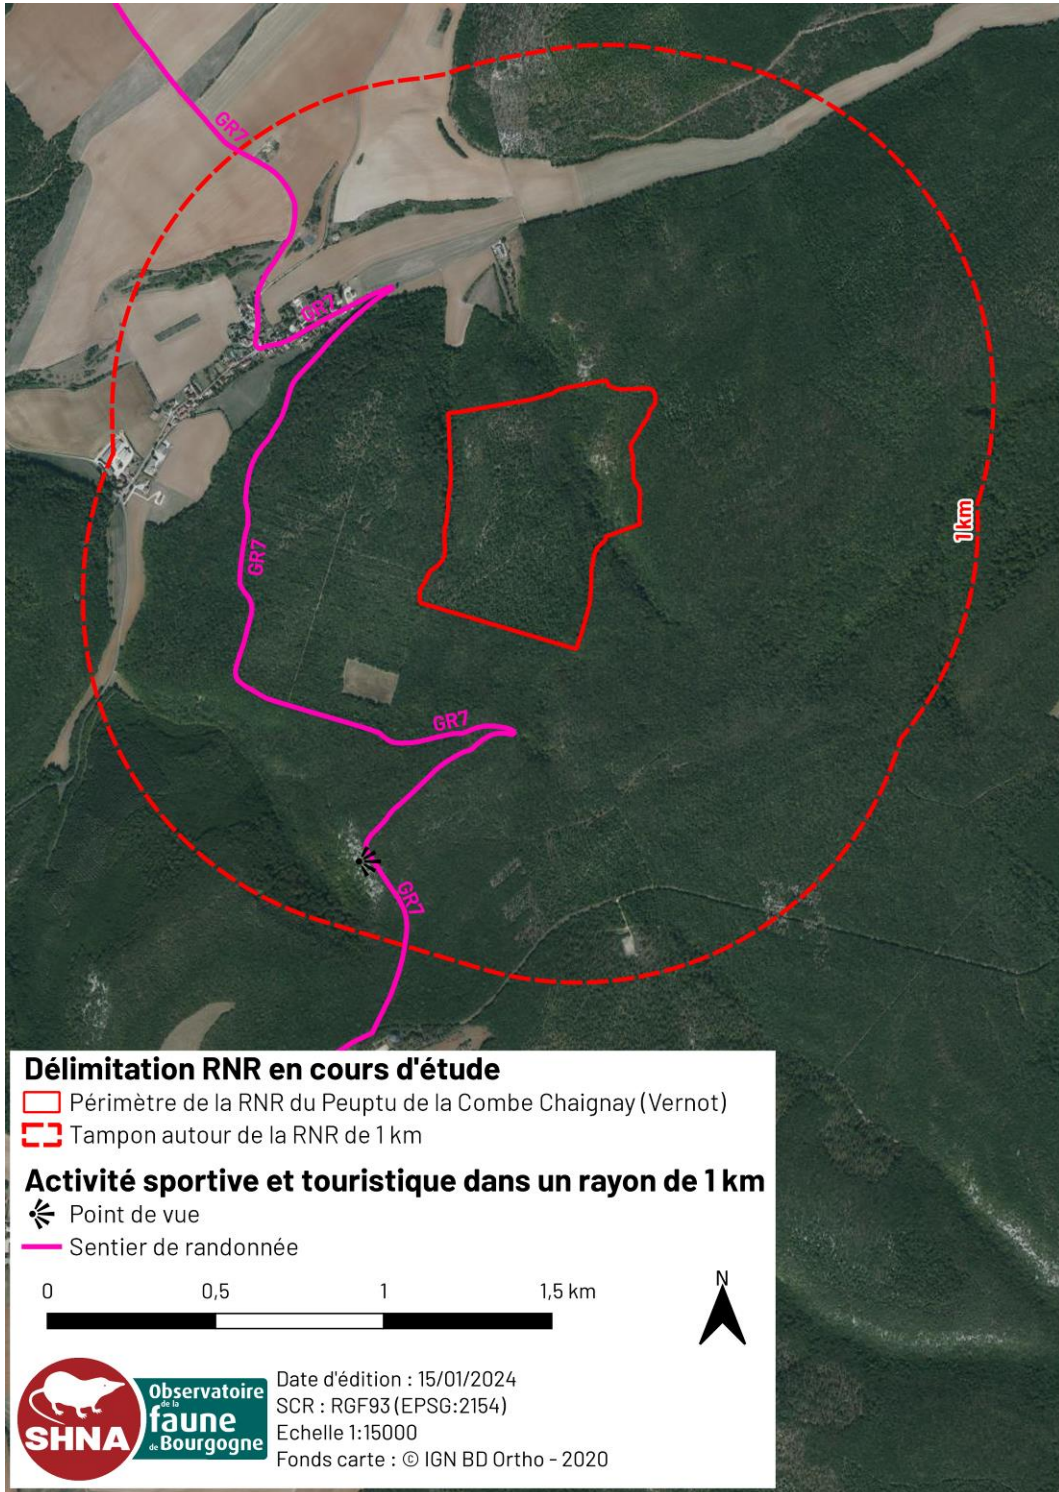 GR7
GR7
GR7
1 km
GR7
GR7
Délimitation RNR en cours d'étude
Périmètre de la RNR du Peuptu de la Combe Chaignay (Vernot)
Tampon autour de la RNR de 1 km
Activité sportive et touristique dans un rayon de 1 km
Point de vue
Sentier de randonnée
0 0,5 1 1,5 km
N
SHNA
Observatoire
de la
faune
de Bourgogne
Date d'édition : 15/01/2024
SCR : RGF93 (EPSG:2154)
Echelle 1:15000
Fonds carte : © IGN BD Ortho - 2020